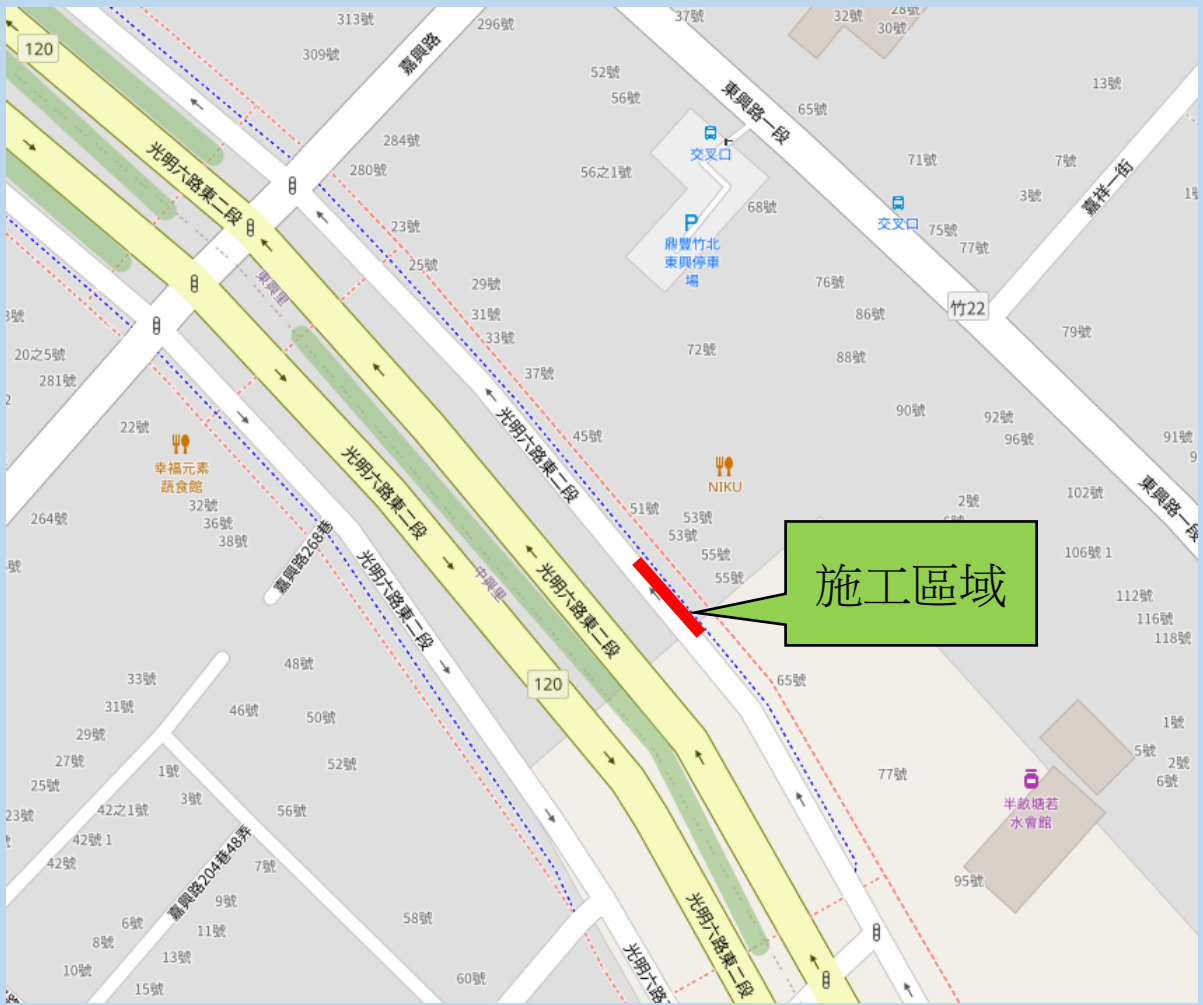 313號
296號
37號
32號
28號
30號
120
309號
嘉興路
52號
56號
13號
東興路一段
65號
284號
交叉口
71號
7號
光明六路東二段
280號
56之1號
3號
嘉祥一街
68號
交叉口
75號
77號
23號
P
鼎豐竹北
東興停車
場
25號
東興里
29號
76號
竹22
31號
86號
33號
79號
20之5號
72號
88號
281號
37號
90號
92號
22號
光明六路東二段
45號
96號
91號
幸福元素
蔬食館
光明六路東二段
NIKU
東興路一段
32號
51號
2號
102號
264號
36號
53號
38號
53號
嘉興路268巷
55號
106號 1
55號
施工區域
中興里
光明六路東二段
光明六路東二段
112號
116號
118號
48號
33號
120
65號
31號
46號
50號
29號
1號
27號
1號
52號
77號
5號
2號
25號
6號
3號
半畝塘若
水會館
23號
42之1號
56號
42號 1
嘉興路204巷48弄
42號
7號
95號
9號
6號
58號
光明六路東二段
11號
8號
13號
光明六路
10號
60號
15號